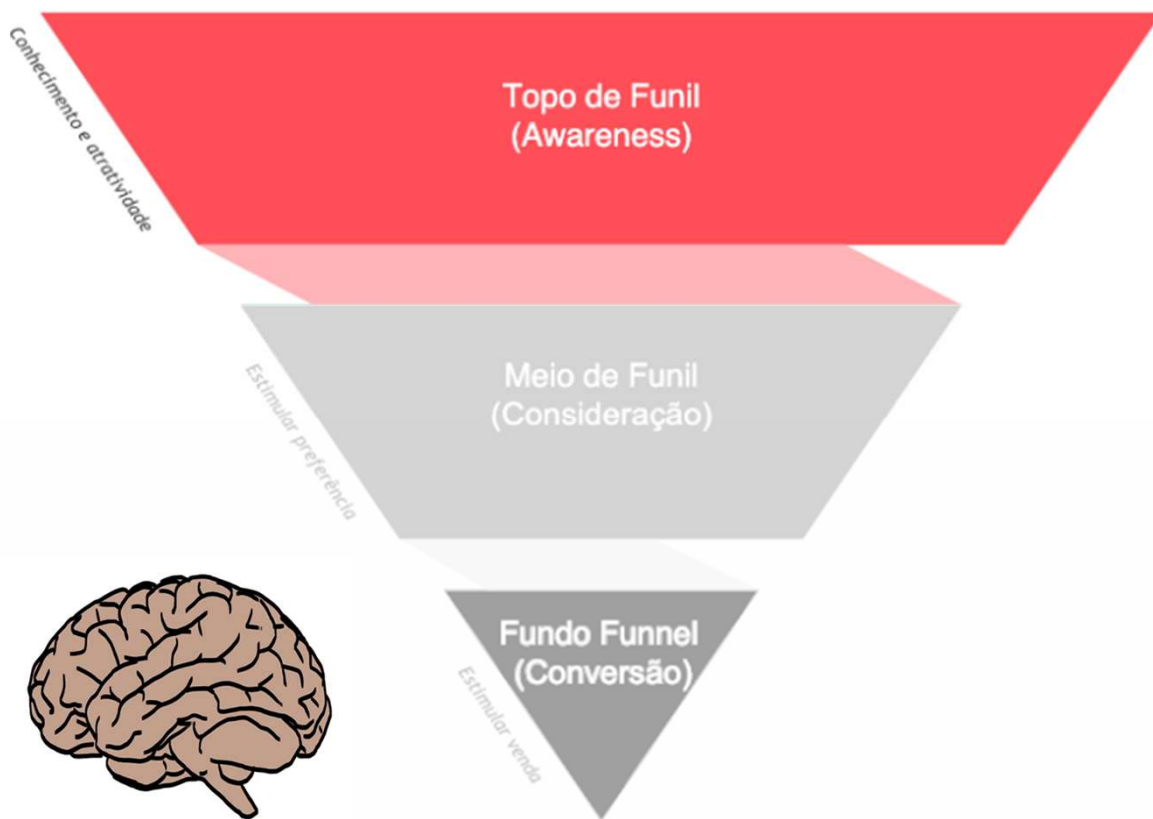 Conhecimento e atratividade
Topo de Funil
(Awareness)
Estimular preferência
Meio de Funil
(Consideração)
Estimular venda
Fundo Funnel
(Conversão)